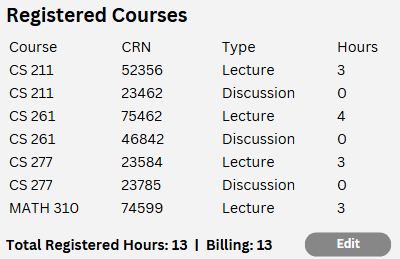 Registered Courses
Course CRN Type Hours
CS 211 52356 Lecture 3
CS 211 23462 Discussion 0
CS 261 75462 Lecture 4
CS 261 46842 Discussion 0
CS 277 23584 Lecture 3
CS 277 23785 Discussion 0
MATH 310 74599 Lecture 3
Total Registered Hours: 13 | Billing: 13 Edit